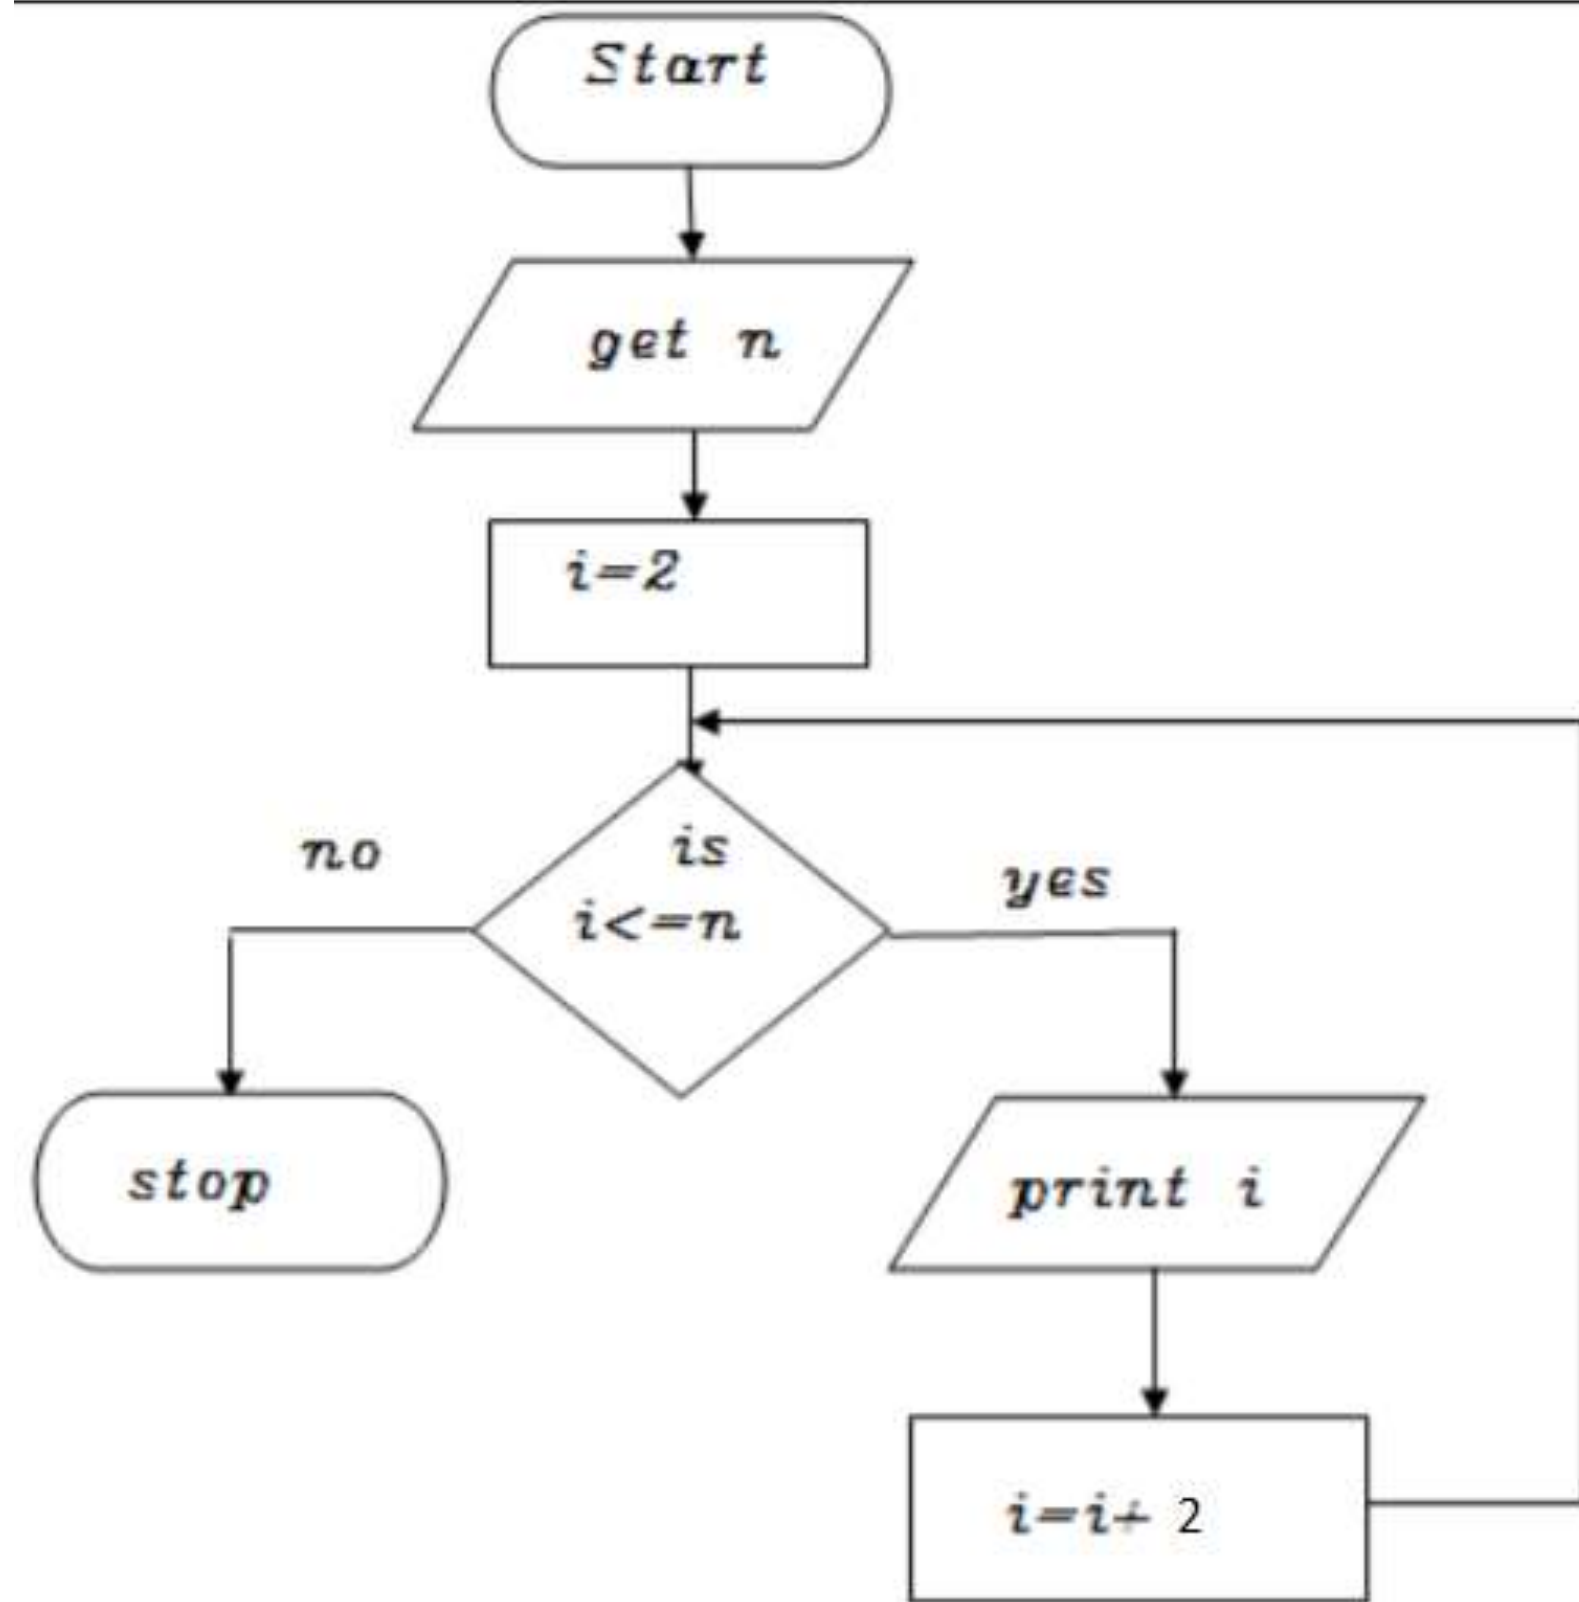 Start
get n
i=2
is
i<=n
no
yes
stop
print i
i=i+ 2